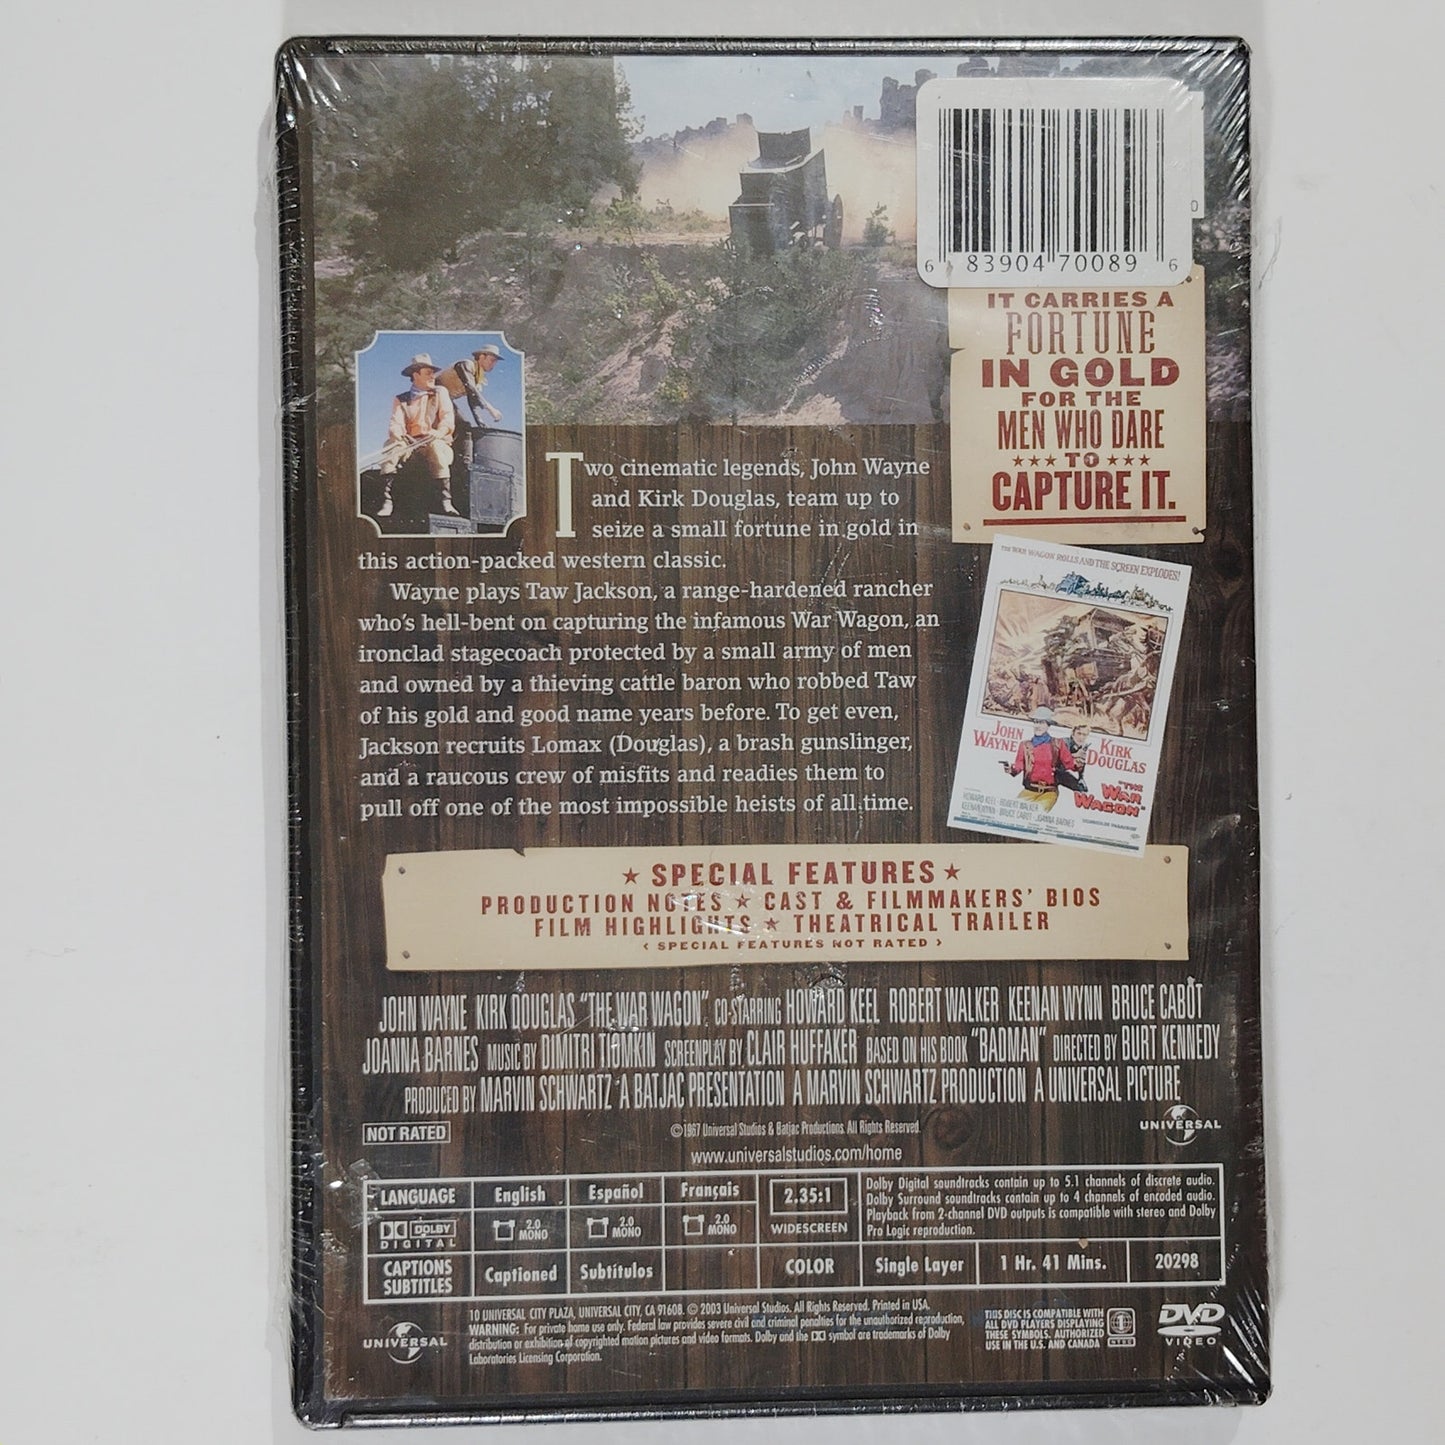 0
6 83904 70089 6
IT CARRIES A
FORTUNE
IN GOLD
FOR THE
MEN WHO DARE
★★★ TO ★★★
CAPTURE IT.
Two cinematic legends, John Wayne
and Kirk Douglas, team up to
seize a small fortune in gold in
this action-packed western classic.
Wayne plays Taw Jackson, a range-hardened rancher
who's hell-bent on capturing the infamous War Wagon, an
ironclad stagecoach protected by a small army of men
and owned by a thieving cattle baron who robbed Taw
of his gold and good name years before. To get even,
Jackson recruits Lomax (Douglas), a brash gunslinger,
and a raucous crew of misfits and readies them to
pull off one of the most impossible heists of all time.
THE WAR WAGON ROLLS AND THE SCREEN EXPLODES!
JOHN WAYNE
KIRK DOUGLAS
THE WAR WAGON
HOWARD KEEL · ROBERT WALKER
KEENAN WYNN · BRUCE CABOT · JOANNA BARNES
★ SPECIAL FEATURES ★
PRODUCTION NOTES ★ CAST & FILMMAKERS' BIOS
FILM HIGHLIGHTS ★ THEATRICAL TRAILER
‹ SPECIAL FEATURES NOT RATED ›
JOHN WAYNE KIRK DOUGLAS "THE WAR WAGON" CO-STARRING HOWARD KEEL ROBERT WALKER KEENAN WYNN BRUCE CABOT
JOANNA BARNES MUSIC BY DIMITRI TIOMKIN SCREENPLAY BY CLAIR HUFFAKER BASED ON HIS BOOK "BADMAN" DIRECTED BY BURT KENNEDY
PRODUCED BY MARVIN SCHWARTZ A BATJAC PRESENTATION A MARVIN SCHWARTZ PRODUCTION A UNIVERSAL PICTURE
NOT RATED
©1967 Universal Studios & Batjac Productions. All Rights Reserved.
UNIVERSAL
www.universalstudios.com/home
LANGUAGE English Español Français 2.35:1 WIDESCREEN
DOLBY DIGITAL 2.0 MONO 2.0 MONO 2.0 MONO
Dolby Digital soundtracks contain up to 5.1 channels of discrete audio.
Dolby Surround soundtracks contain up to 4 channels of encoded audio.
Playback from 2-channel DVD outputs is compatible with stereo and Dolby
Pro Logic reproduction.
CAPTIONS SUBTITLES Captioned Subtítulos COLOR Single Layer 1 Hr. 41 Mins. 20298
UNIVERSAL
10 UNIVERSAL CITY PLAZA, UNIVERSAL CITY, CA 91608. © 2003 Universal Studios. All Rights Reserved. Printed in USA.
WARNING: For private home use only. Federal law provides severe civil and criminal penalties for the unauthorized reproduction,
distribution or exhibition of copyrighted motion pictures and video formats. Dolby and the DD symbol are trademarks of Dolby
Laboratories Licensing Corporation.
THIS DISC IS COMPATIBLE WITH
ALL DVD PLAYERS DISPLAYING
THESE SYMBOLS. AUTHORIZED
USE IN THE U.S. AND CANADA
1
NTSC
DVD
VIDEO